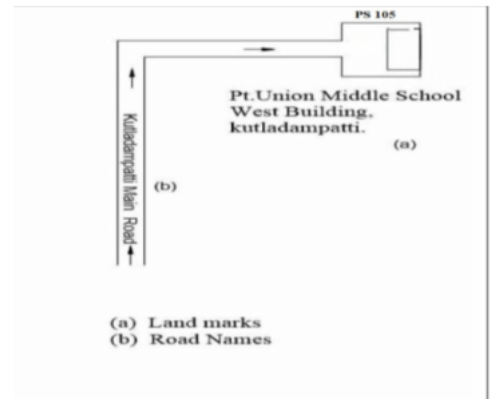 PS 105
Pt.Union Middle School
West Building,
kutladampatti.
(a)
Kutladampatti Main Road
(b)
(a) Land marks
(b) Road Names